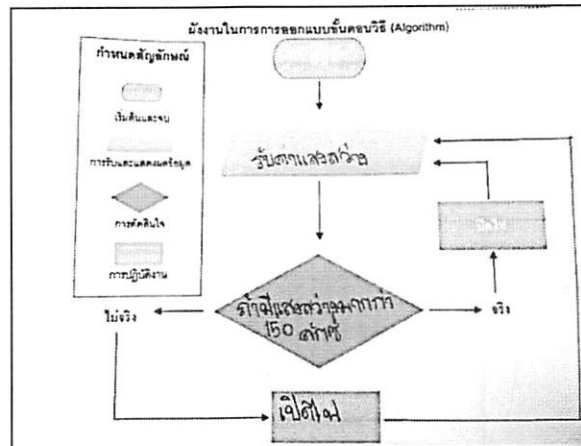 ผังงานในการการออกแบบขั้นตอนวิธี (Algorithm)
กำหนดสัญลักษณ์
เริ่มต้นและจบ
การรับและแสดงผลข้อมูล
การตัดสินใจ
การปฏิบัติงาน
รับค่าแสงสว่าง
ถ้ามีแสงสว่างมากกว่า
150 ลักซ์
ไม่จริง
จริง
เปิดไฟ